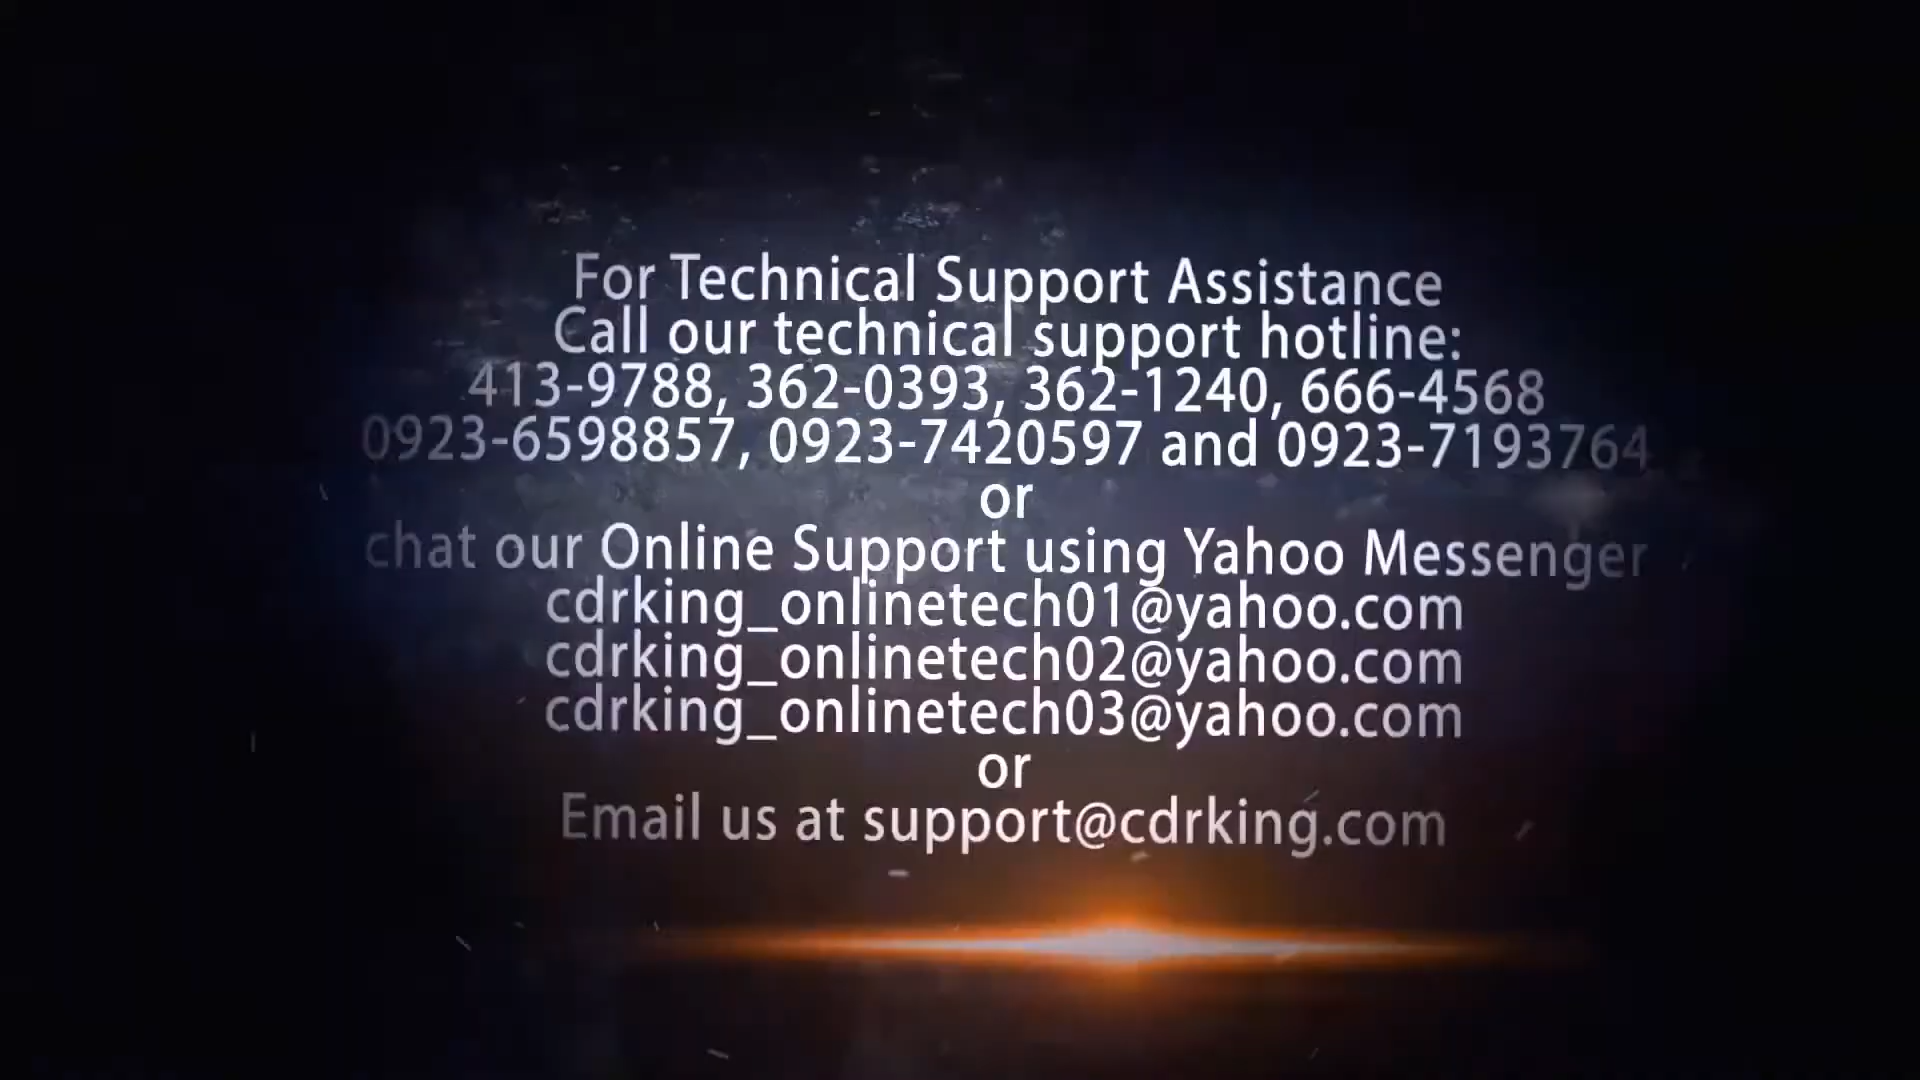 For Technical Support Assistance
Call our technical support hotline:
413-9788, 362-0393, 362-1240, 666-4568
0923-6598857, 0923-7420597 and 0923-7193764
or
chat our Online Support using Yahoo Messenger
cdrking_onlinetech01@yahoo.com
cdrking_onlinetech02@yahoo.com
cdrking_onlinetech03@yahoo.com
or
Email us at support@cdrking.com